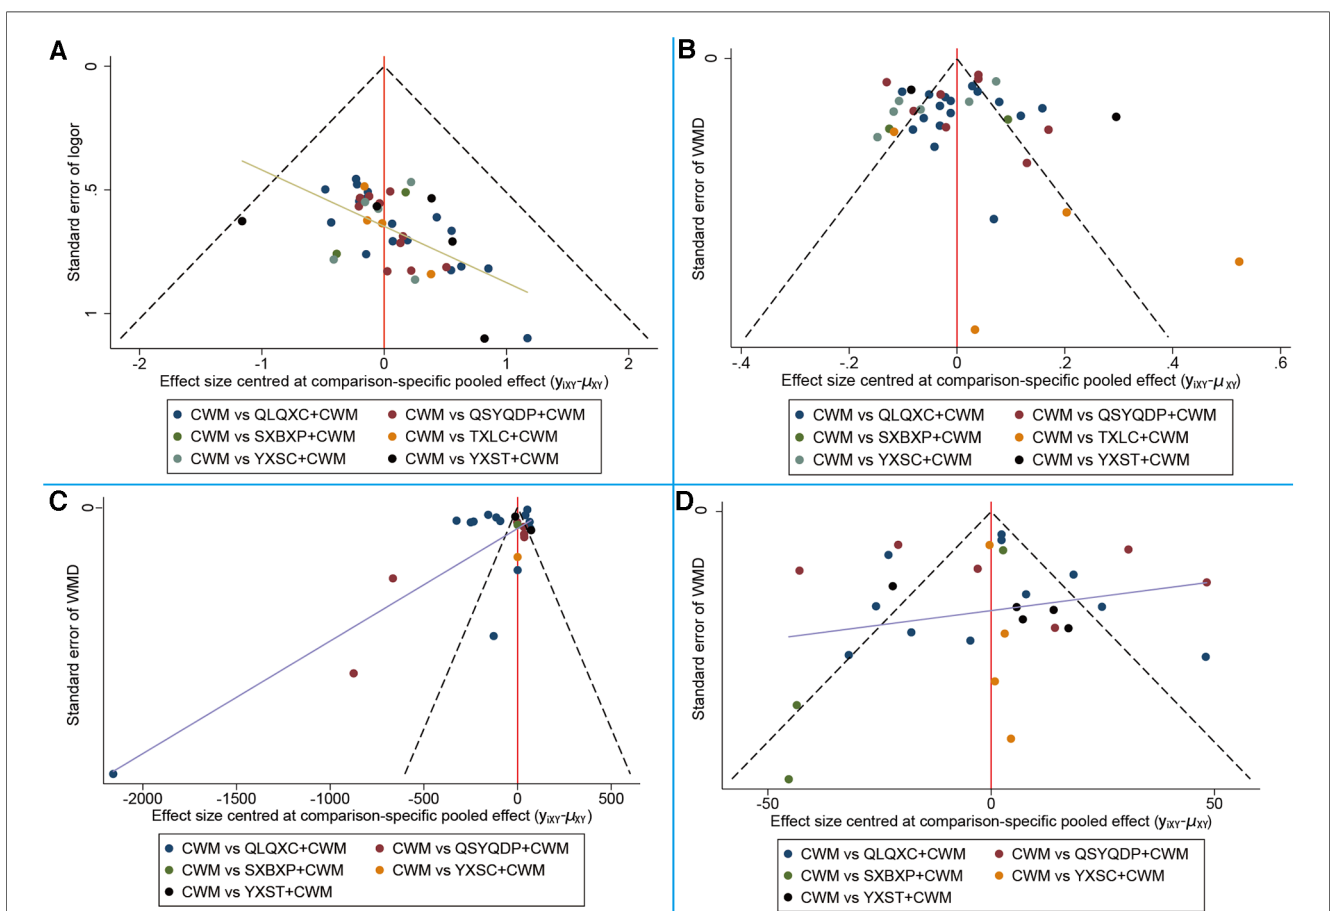 A
Standard error of logor
0
.5
1
-2
-1
0
1
2
Effect size centred at comparison-specific pooled effect (yiXY-μXY)
CWM vs QLQXC+CWM
CWM vs QSYQDP+CWM
CWM vs SXBXP+CWM
CWM vs TXLC+CWM
CWM vs YXSC+CWM
CWM vs YXST+CWM
B
Standard error of WMD
0
-.4
-.2
0
.2
.4
.6
Effect size centred at comparison-specific pooled effect (yiXY-μXY)
CWM vs QLQXC+CWM
CWM vs QSYQDP+CWM
CWM vs SXBXP+CWM
CWM vs TXLC+CWM
CWM vs YXSC+CWM
CWM vs YXST+CWM
C
Standard error of WMD
0
-2000
-1500
-1000
-500
0
500
Effect size centred at comparison-specific pooled effect (yiXY-μXY)
CWM vs QLQXC+CWM
CWM vs QSYQDP+CWM
CWM vs SXBXP+CWM
CWM vs YXSC+CWM
CWM vs YXST+CWM
D
Standard error of WMD
0
-50
0
50
Effect size centred at comparison-specific pooled effect (yiXY-μXY)
CWM vs QLQXC+CWM
CWM vs QSYQDP+CWM
CWM vs SXBXP+CWM
CWM vs YXSC+CWM
CWM vs YXST+CWM